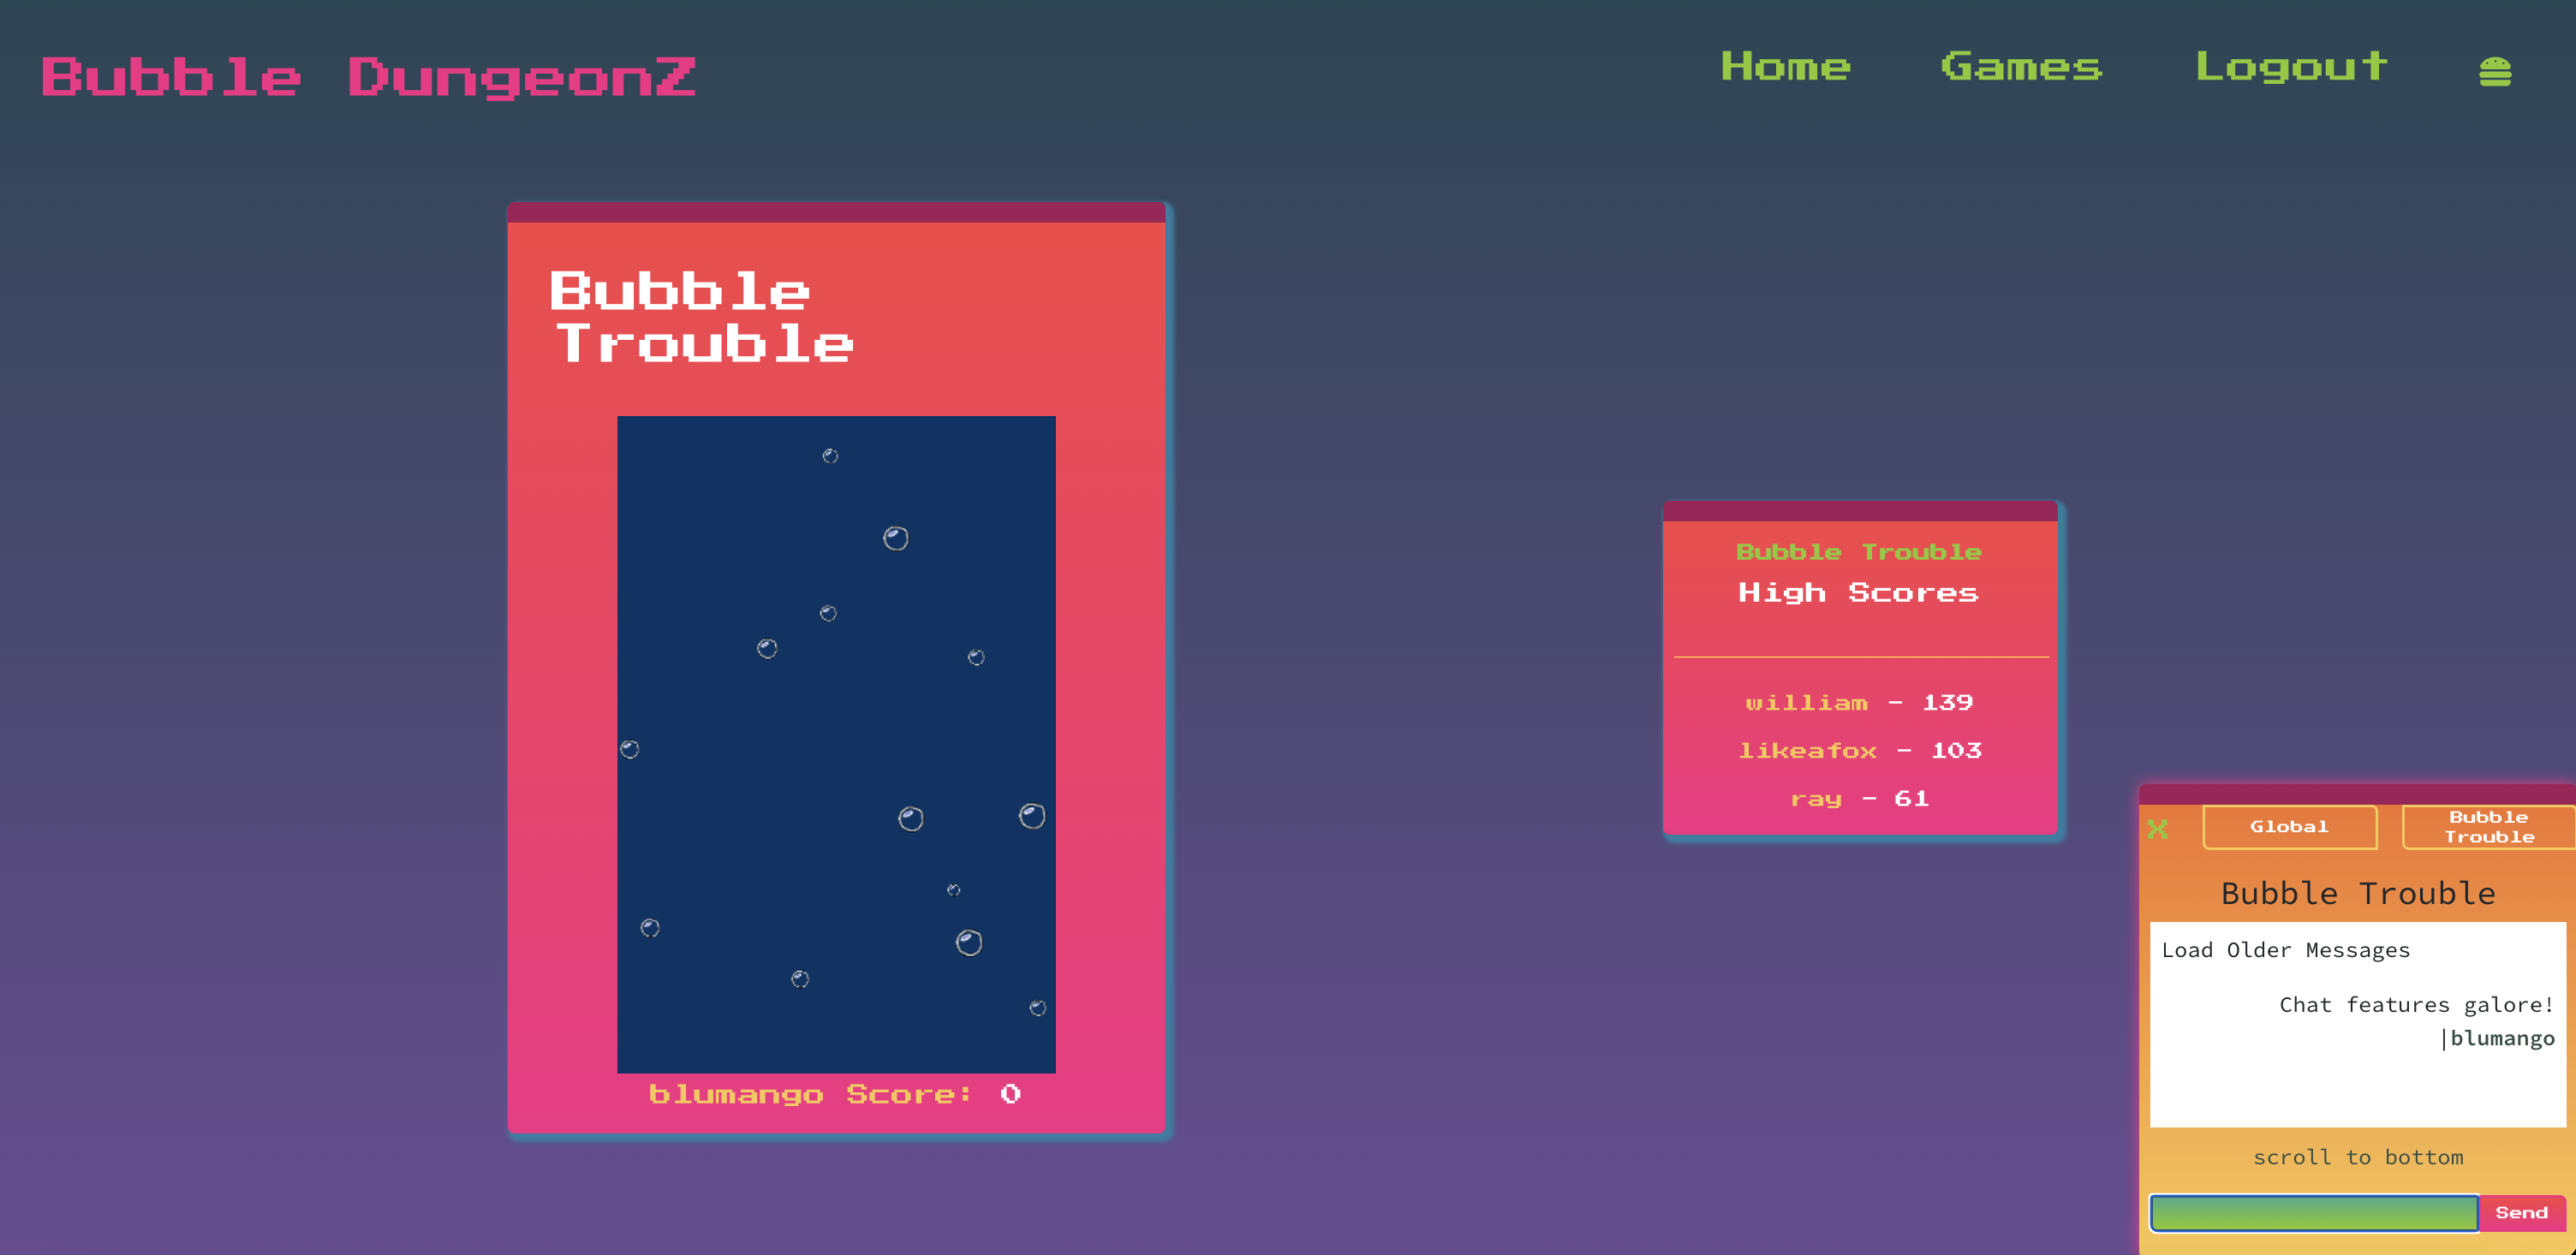 Bubble DungeonZ
Home
Games
Logout
Bubble
Trouble
blumango Score: 0
Bubble Trouble
High Scores
william - 139
likeafox - 103
ray - 61
X
Global
Bubble
Trouble
Bubble Trouble
Load Older Messages
Chat features galore!
|blumango
scroll to bottom
Send